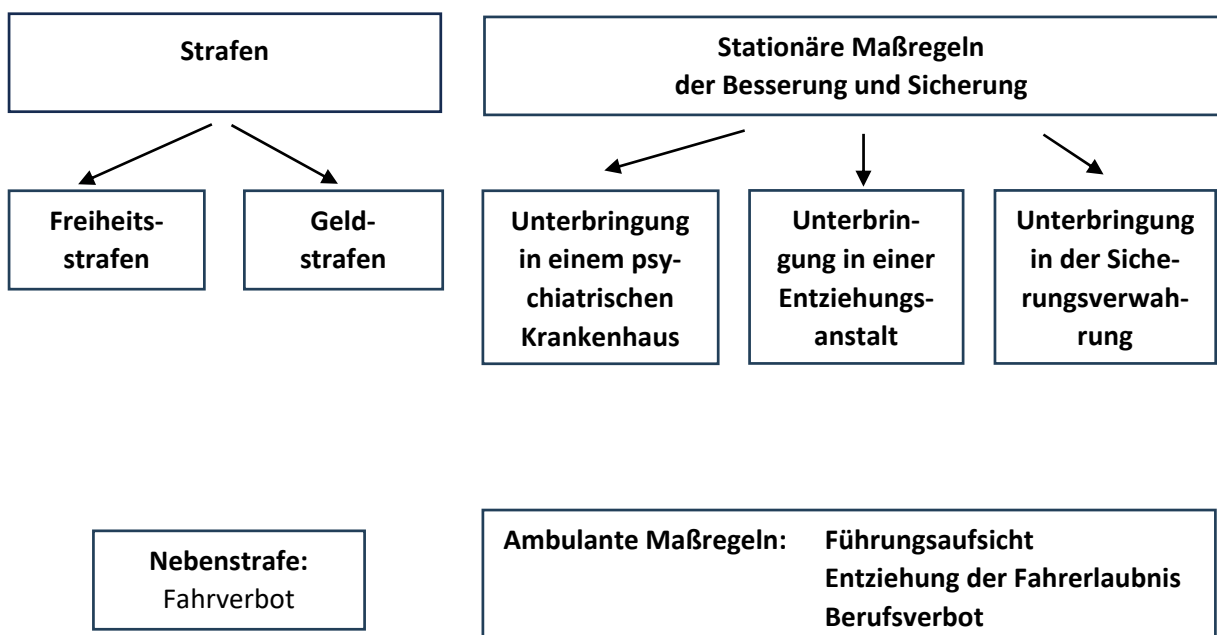 Strafen
Stationäre Maßregeln
der Besserung und Sicherung
Freiheits-
strafen
Geld-
strafen
Unterbringung
in einem psy-
chiatrischen
Krankenhaus
Unterbrin-
gung in einer
Entziehungs-
anstalt
Unterbringung
in der Siche-
rungsverwah-
rung
Nebenstrafe:
Fahrverbot
Ambulante Maßregeln: Führungsaufsicht
Entziehung der Fahrerlaubnis
Berufsverbot